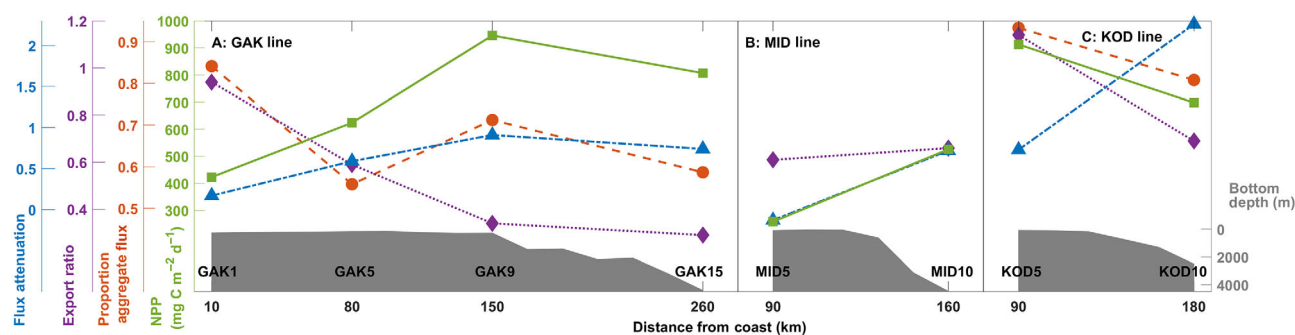 A: GAK line
B: MID line
C: KOD line
Flux attenuation
2
1.5
1
0.5
0
Export ratio
1.2
1
0.8
0.6
0.4
Proportion
aggregate flux
0.9
0.8
0.7
0.6
0.5
NPP
(mg C m⁻² d⁻¹)
1000
900
800
700
600
500
400
300
Bottom
depth (m)
0
2000
4000
GAK1
GAK5
GAK9
GAK15
MID5
MID10
KOD5
KOD10
10
80
150
260
90
160
90
180
Distance from coast (km)